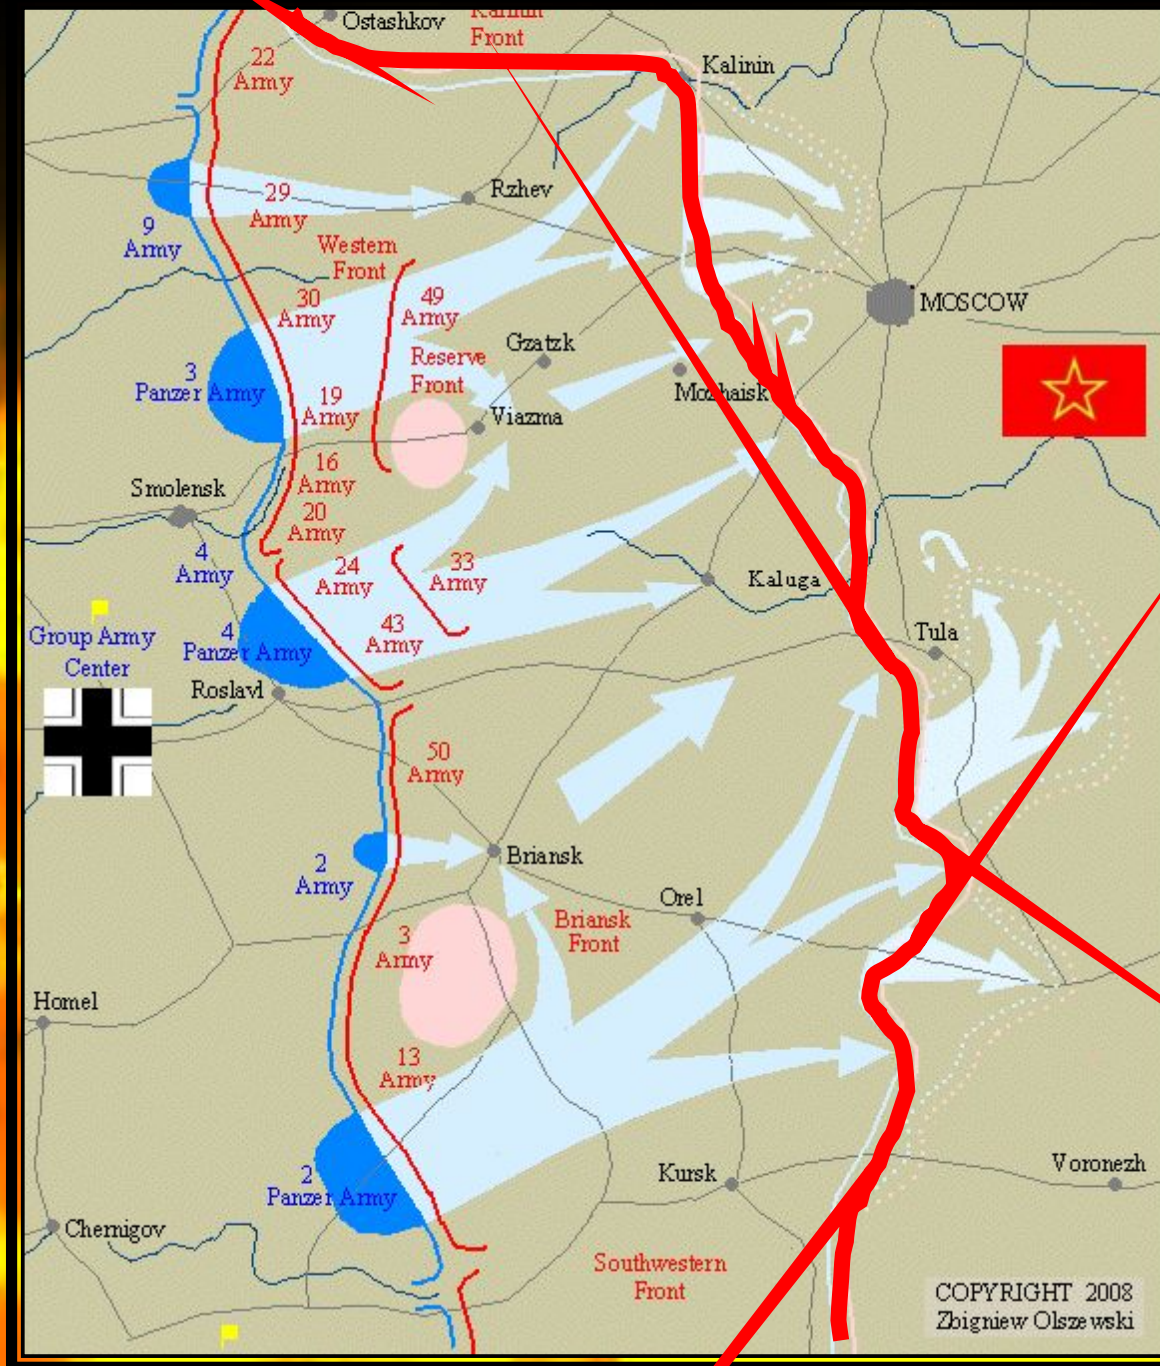 Ostashkov
Kalinin
Front
22
Army
Kalinin
29
Army
Rzhev
9
Army
Western
Front
30
Army
49
Army
MOSCOW
Gzatzk
Reserve
Front
3
Panzer Army
19
Army
Mozhaisk
Viazma
16
Army
Smolensk
20
Army
4
Army
24
Army
33
Army
Kaluga
Group Army
Center
4
Panzer Army
43
Army
Tula
Roslavl
50
Army
2
Army
Briansk
Orel
3
Army
Briansk
Front
Homel
13
Army
2
Panzer Army
Kursk
Voronezh
Chernigov
Southwestern
Front
COPYRIGHT 2008
Zbigniew Olszewski